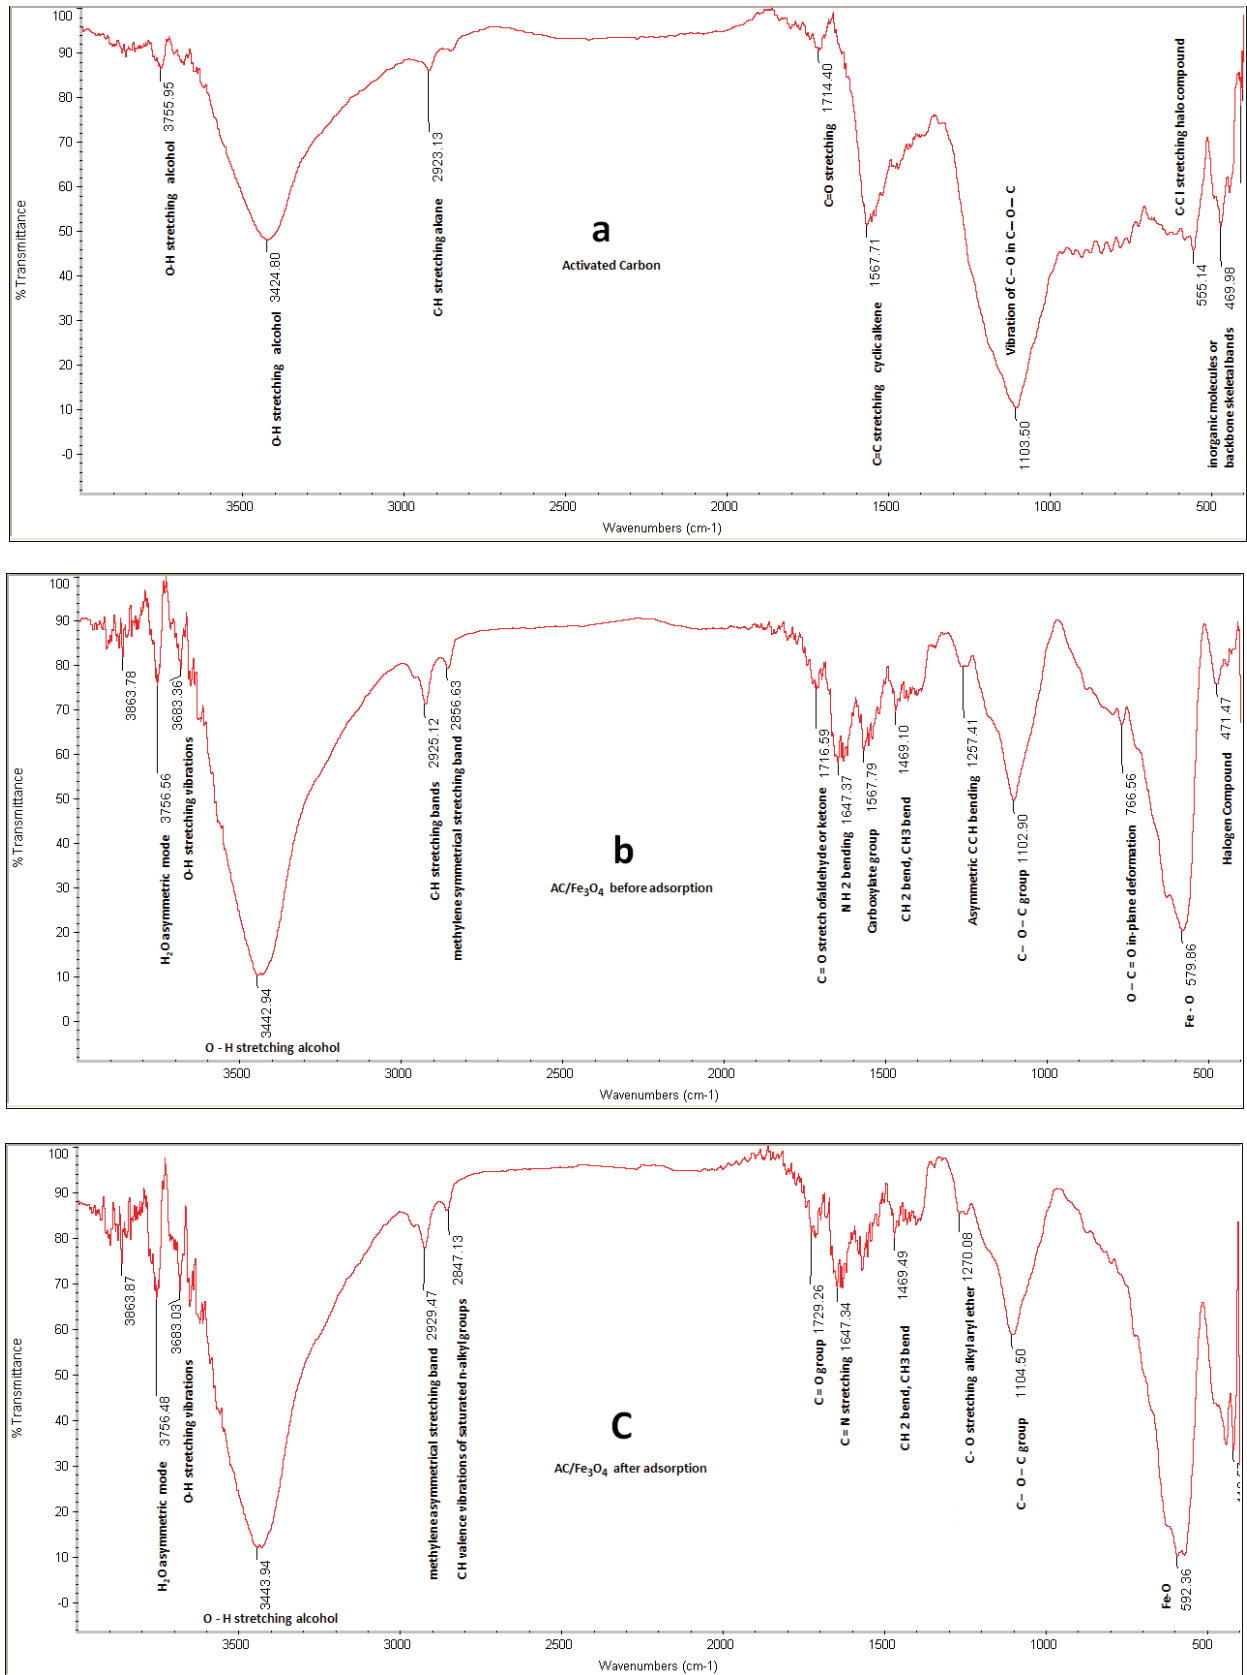 % Transmittance
100
90
80
70
60
50
40
30
20
10
-0
O-H stretching alcohol 3755.95
O-H stretching alcohol 3424.80
C-H stretching alkane 2923.13
a
Activated Carbon
C=O stretching 1714.40
C=C stretching cyclic alkene 1567.71
Vibration of C–O in C–O–C
1103.50
C-Cl stretching halo compound
555.14
469.98
inorganic molecules or
backbone skeletal bands
3500 3000 2500 2000 1500 1000 500
Wavenumbers (cm-1)
% Transmittance
100
90
80
70
60
50
40
30
20
10
0
3863.78
H2O asymmetric mode 3756.56
3683.36
O-H stretching vibrations
3442.94
O - H stretching alcohol
C-H stretching bands 2925.12
methylene symmetrical stretching band 2856.63
b
AC/Fe3O4 before adsorption
C= O stretch ofaldehyde or ketone 1716.59
N H 2 bending 1647.37
Carboxylate group 1567.79
CH 2 bend, CH3 bend 1469.10
Asymmetric C C H bending 1257.41
C– O – C group 1102.90
O – C = O in-plane deformation 766.56
Fe - O 579.86
Halogen Compound 471.47
3500 3000 2500 2000 1500 1000 500
Wavenumbers (cm-1)
% Transmittance
100
90
80
70
60
50
40
30
20
10
-0
3863.87
H2O asymmetric mode 3756.48
3683.03
O-H stretching vibrations
3443.94
O - H stretching alcohol
methylene asymmetrical stretching band 2929.47
CH valence vibrations of saturated n-alkyl groups 2847.13
C
AC/Fe3O4 after adsorption
C= O group 1729.26
C= N stretching 1647.34
CH 2 bend, CH3 bend 1469.49
C- O stretching alkyl aryl ether 1270.08
C– O – C group 1104.50
Fe-O 592.36
3500 3000 2500 2000 1500 1000 500
Wavenumbers (cm-1)